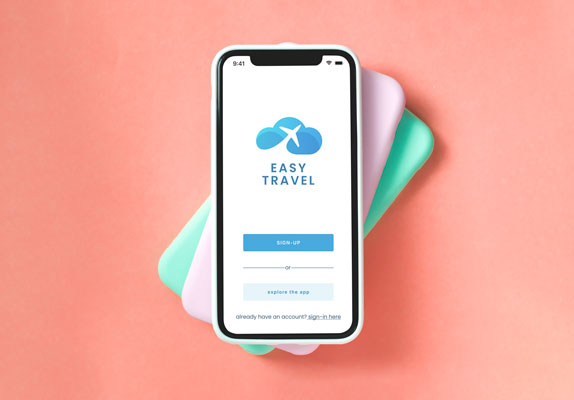 9:41
EASY
TRAVEL
SIGN-UP
or
explore the app
already have an account? sign-in here